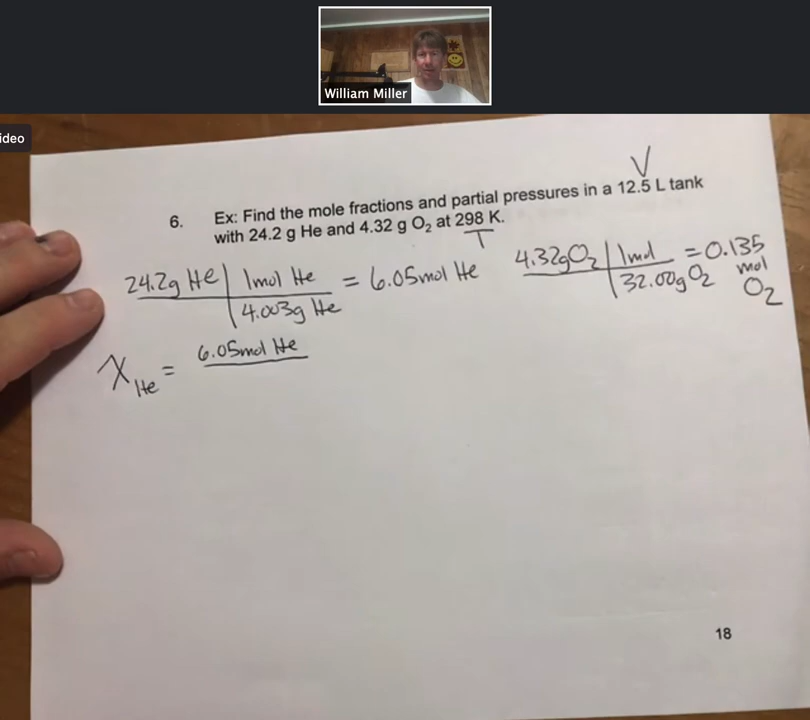 William Miller
ideo
V
6. Ex: Find the mole fractions and partial pressures in a 12.5 L tank
with 24.2 g He and 4.32 g O₂ at 298 K.
T
24.2g He | 1mol He = 6.05mol He
4.003g He
4.32g O₂ | 1mol = 0.135
32.00g O₂ mol
O₂
X He = 6.05mol He
18